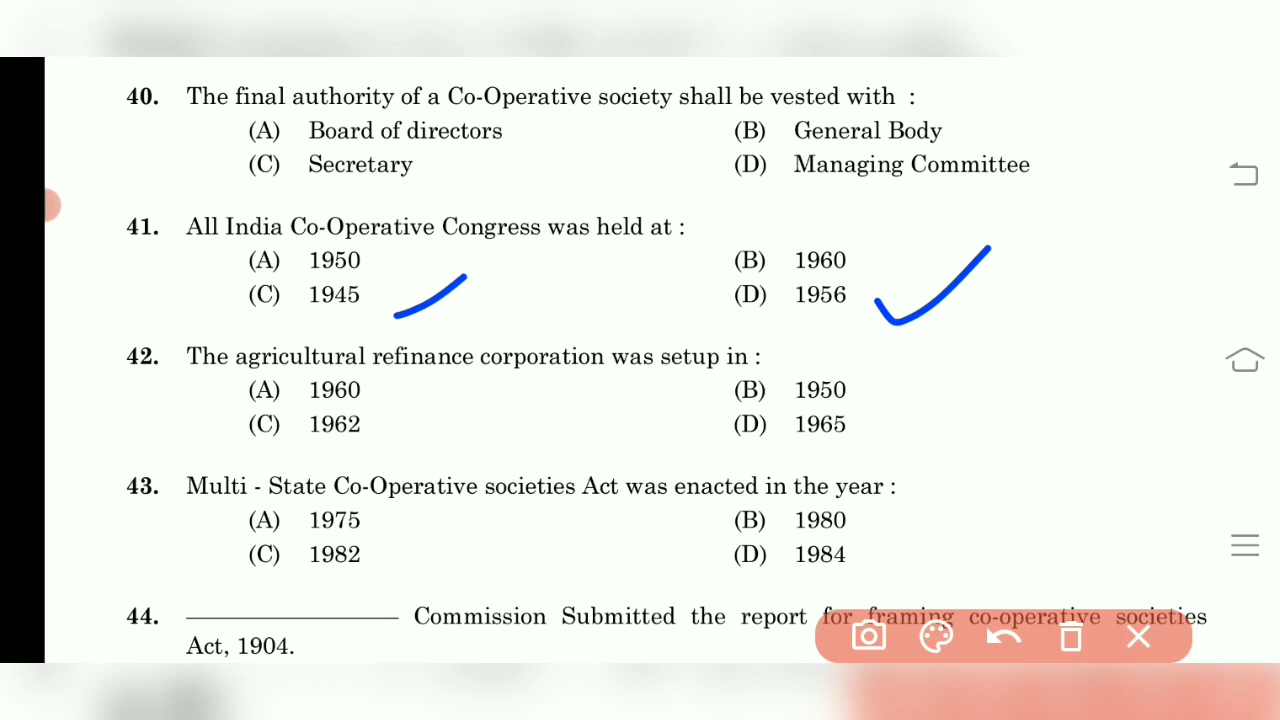 40. The final authority of a Co-Operative society shall be vested with :
(A) Board of directors (B) General Body
(C) Secretary (D) Managing Committee
41. All India Co-Operative Congress was held at :
(A) 1950 (B) 1960
(C) 1945 (D) 1956
42. The agricultural refinance corporation was setup in :
(A) 1960 (B) 1950
(C) 1962 (D) 1965
43. Multi - State Co-Operative societies Act was enacted in the year :
(A) 1975 (B) 1980
(C) 1982 (D) 1984
44. ———————— Commission Submitted the report for framing co-operative societies
Act, 1904.